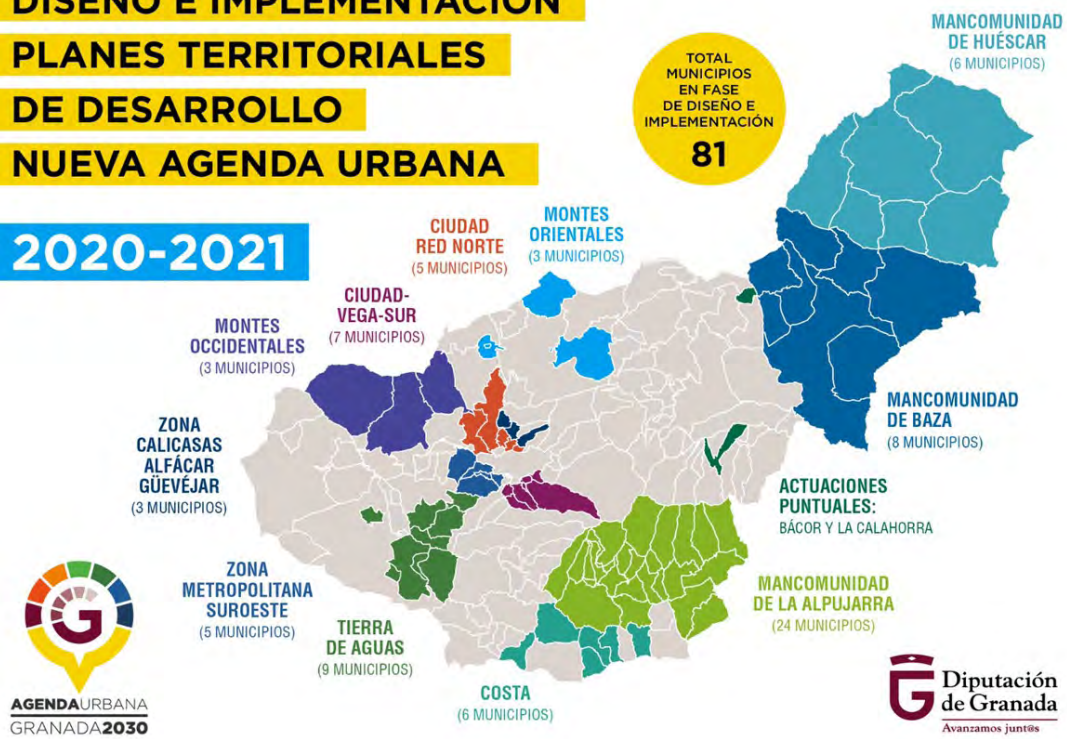 DISEÑO E IMPLEMENTACIÓN
PLANES TERRITORIALES
DE DESARROLLO
NUEVA AGENDA URBANA
2020-2021
TOTAL
MUNICIPIOS
EN FASE
DE DISEÑO E
IMPLEMENTACIÓN
81
MANCOMUNIDAD
DE HUÉSCAR
(6 MUNICIPIOS)
MONTES
ORIENTALES
(3 MUNICIPIOS)
CIUDAD
RED NORTE
(5 MUNICIPIOS)
CIUDAD-
VEGA-SUR
(7 MUNICIPIOS)
MONTES
OCCIDENTALES
(3 MUNICIPIOS)
ZONA
CALICASAS
ALFÁCAR
GÜEVÉJAR
(3 MUNICIPIOS)
MANCOMUNIDAD
DE BAZA
(8 MUNICIPIOS)
ACTUACIONES
PUNTUALES:
BÁCOR Y LA CALAHORRA
ZONA
METROPOLITANA
SUROESTE
(5 MUNICIPIOS)
TIERRA
DE AGUAS
(9 MUNICIPIOS)
MANCOMUNIDAD
DE LA ALPUJARRA
(24 MUNICIPIOS)
COSTA
(6 MUNICIPIOS)
G
AGENDAURBANA
GRANADA2030
G
Diputación
de Granada
Avanzamos junt@s